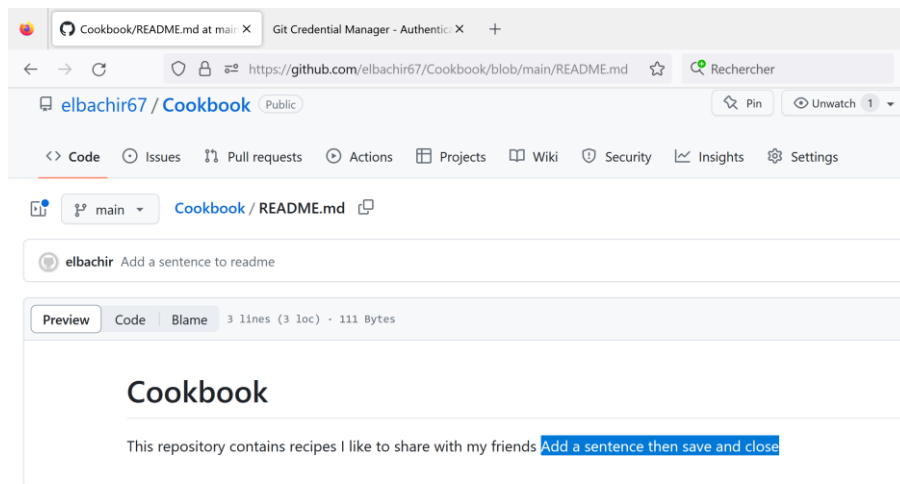 Cookbook/README.md at main
Git Credential Manager - Authentic
https://github.com/elbachir67/Cookbook/blob/main/README.md
Rechercher
elbachir67 / Cookbook Public
Pin
Unwatch 1
Code
Issues
Pull requests
Actions
Projects
Wiki
Security
Insights
Settings
main
Cookbook / README.md
elbachir Add a sentence to readme
Preview
Code
Blame
3 lines (3 loc) · 111 Bytes
Cookbook
This repository contains recipes I like to share with my friends Add a sentence then save and close